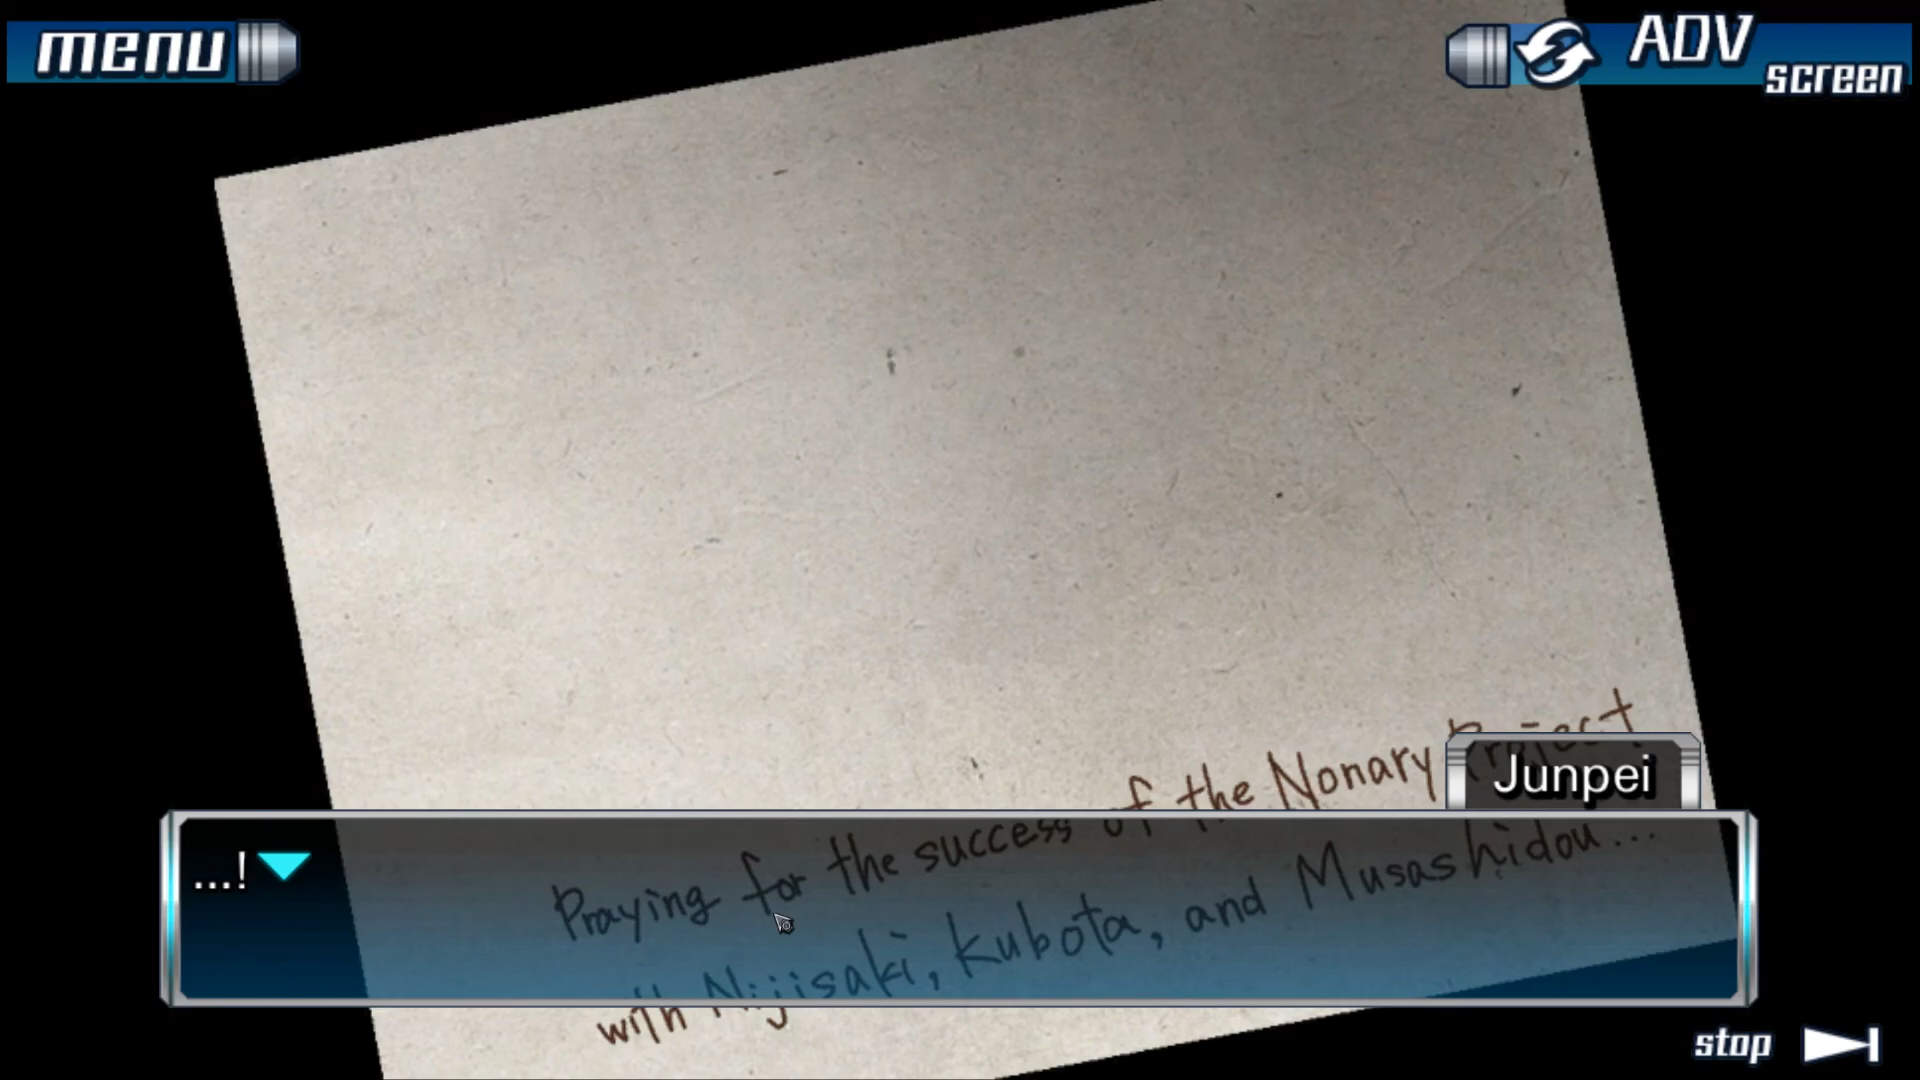 menu
ADV
screen
Praying for the success of the Nonary Project
with Nijisaki, Kubota, and Musashidou...
Junpei
...!
stop